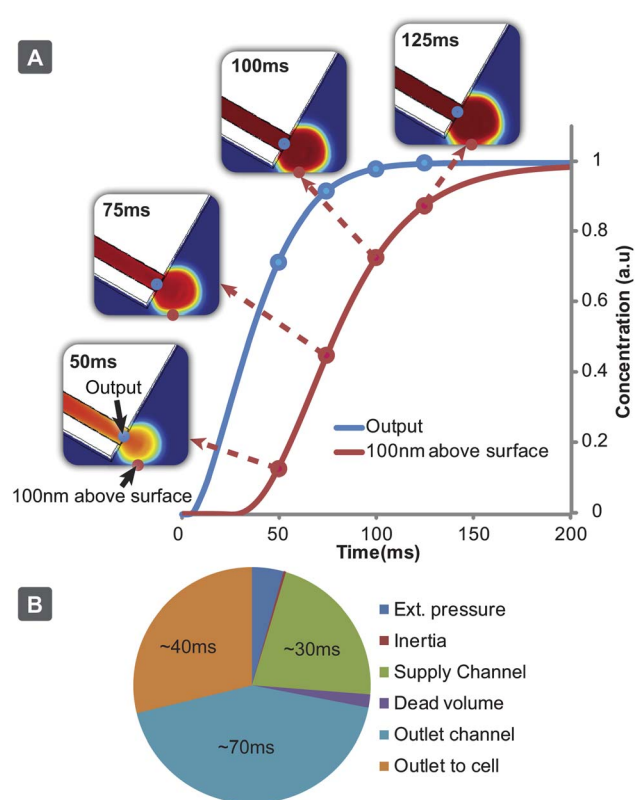 A
125ms
100ms
75ms
50ms
Output
100nm above surface
1
0.8
0.6
0.4
0.2
0
Concentration (a.u)
Output
100nm above surface
0 50 100 150 200
Time(ms)
B
~40ms
~30ms
~70ms
Ext. pressure
Inertia
Supply Channel
Dead volume
Outlet channel
Outlet to cell